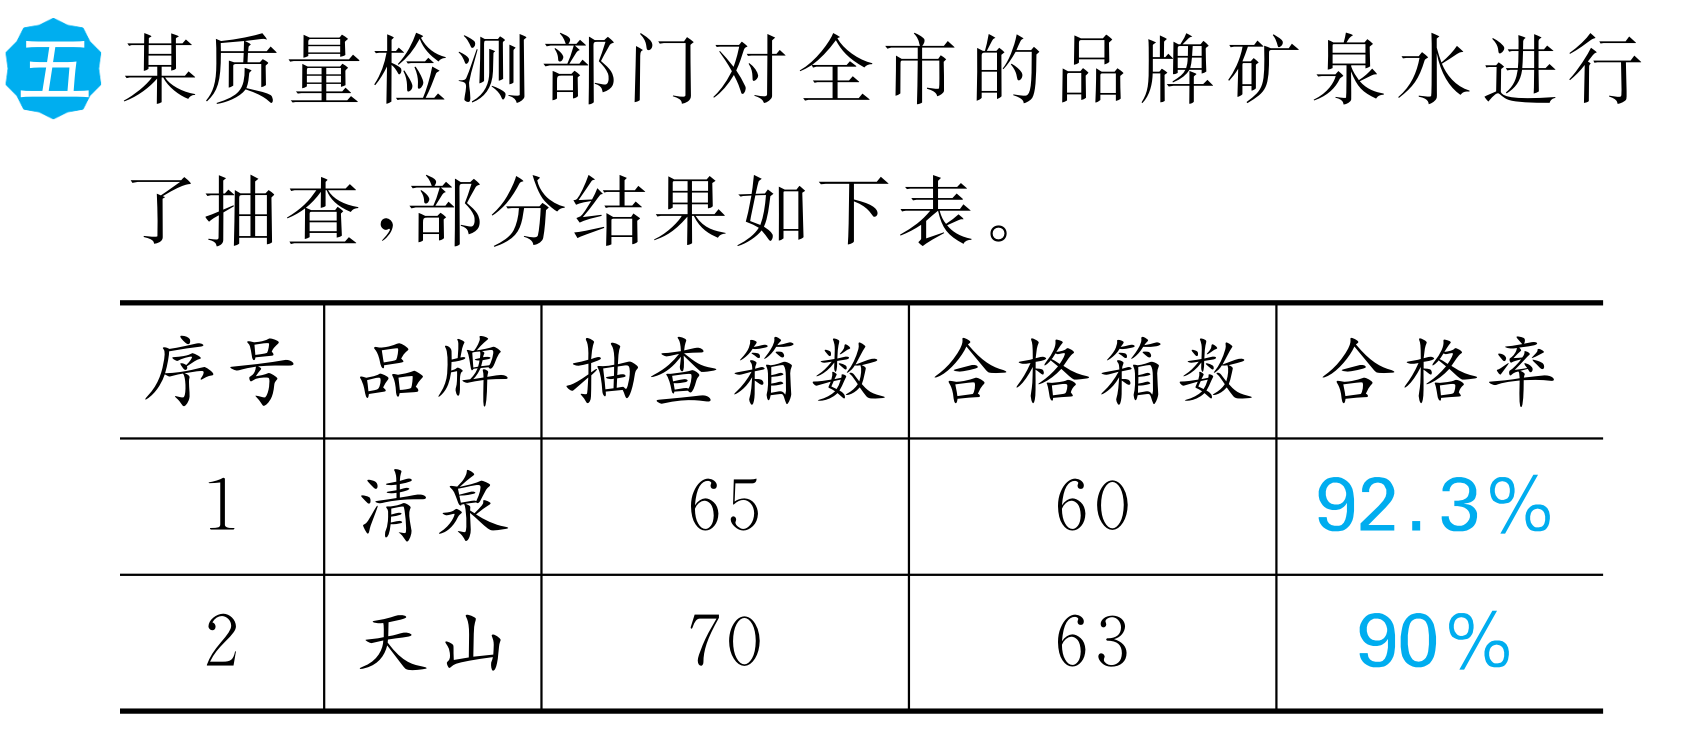 五 某质量检测部门对全市的品牌矿泉水进行
了抽查,部分结果如下表。
序号 品牌 抽查箱数 合格箱数 合格率
1 清泉 65 60 92.3%
2 天山 70 63 90%